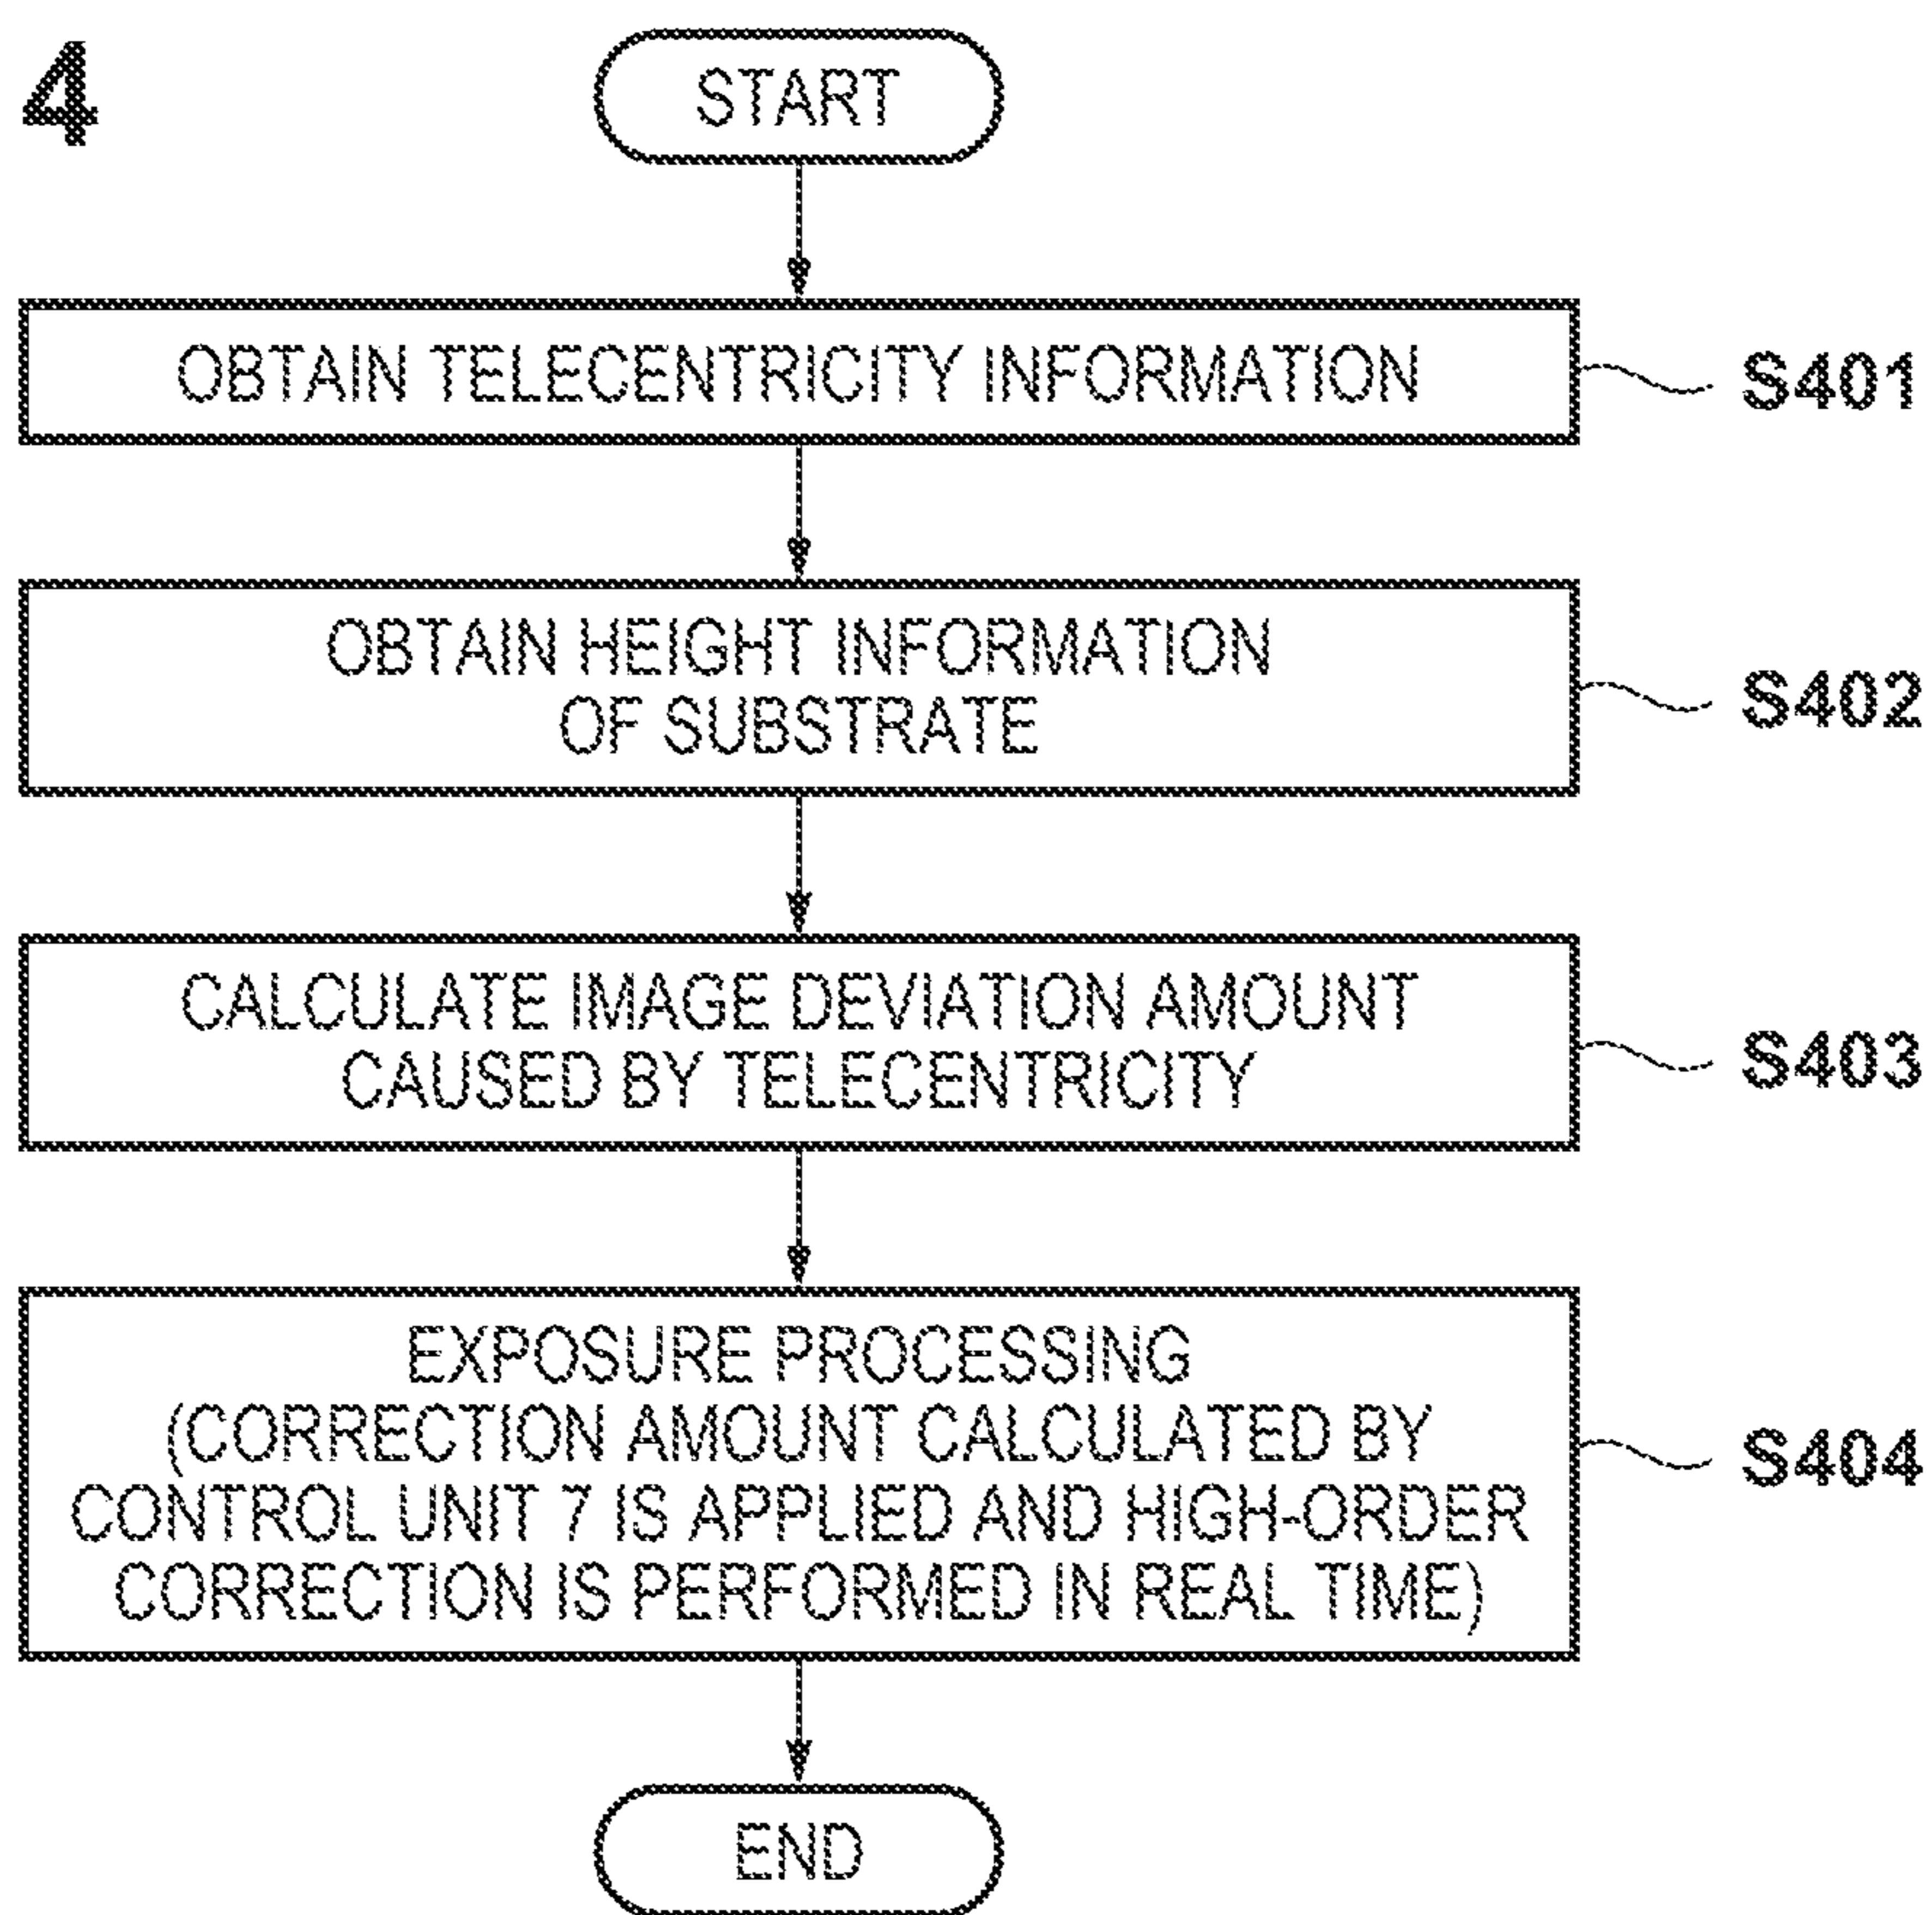 4
START
OBTAIN TELECENTRICITY INFORMATION
S401
OBTAIN HEIGHT INFORMATION
OF SUBSTRATE
S402
CALCULATE IMAGE DEVIATION AMOUNT
CAUSED BY TELECENTRICITY
S403
EXPOSURE PROCESSING
(CORRECTION AMOUNT CALCULATED BY
CONTROL UNIT 7 IS APPLIED AND HIGH-ORDER
CORRECTION IS PERFORMED IN REAL TIME)
S404
END